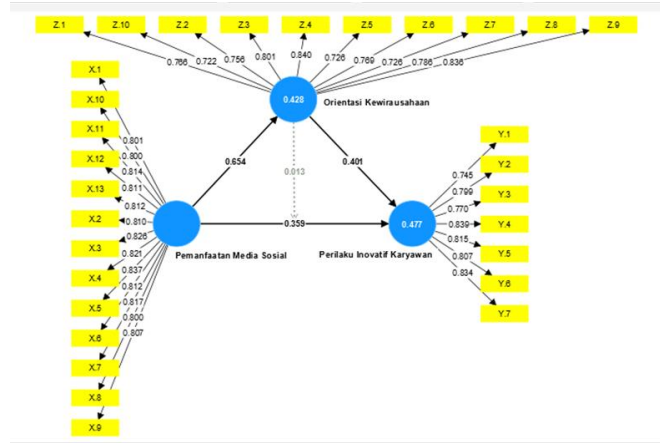 Z.1 Z.10 Z.2 Z.3 Z.4 Z.5 Z.6 Z.7 Z.8 Z.9
0.766 0.722 0.756 0.801 0.840 0.726 0.769 0.726 0.786 0.836
0.428
Orientasi Kewirausahaan
X.1
X.10
X.11
X.12
X.13
X.2
X.3
X.4
X.5
X.6
X.7
X.8
X.9
0.801
0.800
0.814
0.811
0.812
0.810
0.826
0.821
0.837
0.812
0.817
0.800
0.807
0.654
0.013
0.401
0.359
Pemanfaatan Media Sosial
0.477
Perilaku Inovatif Karyawan
0.745
0.799
0.770
0.839
0.815
0.807
0.834
Y.1
Y.2
Y.3
Y.4
Y.5
Y.6
Y.7